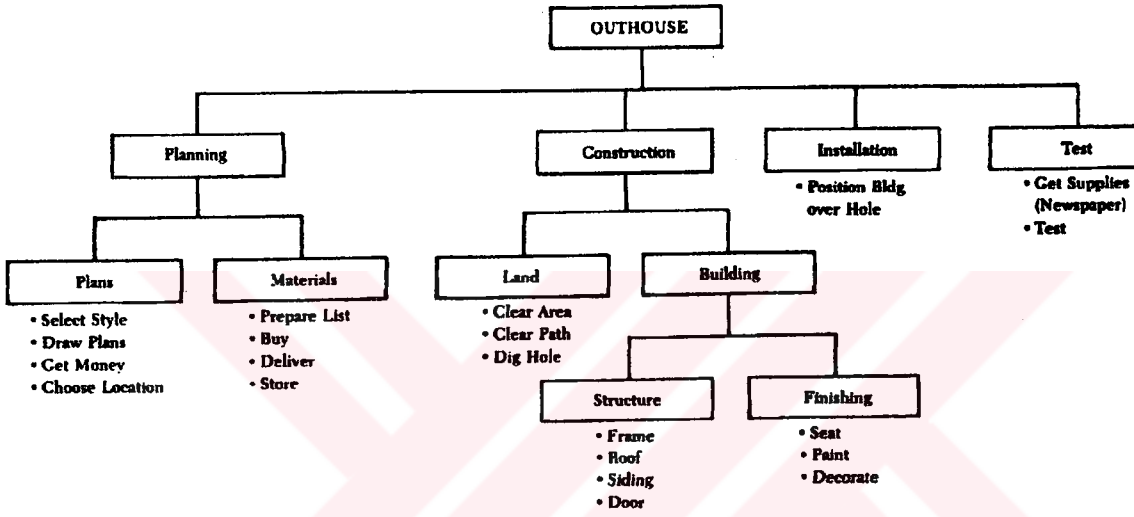 OUTHOUSE
Planning
Construction
Installation
• Position Bldg
over Hole
Test
• Get Supplies
(Newspaper)
• Test
Plans
• Select Style
• Draw Plans
• Get Money
• Choose Location
Materials
• Prepare List
• Buy
• Deliver
• Store
Land
• Clear Area
• Clear Path
• Dig Hole
Building
Structure
• Frame
• Roof
• Siding
• Door
Finishing
• Seat
• Paint
• Decorate